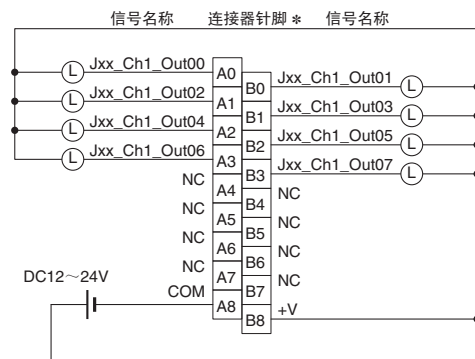 信号名称 连接器针脚 * 信号名称
L Jxx_Ch1_Out00 A0
B0 Jxx_Ch1_Out01 L
L Jxx_Ch1_Out02 A1
B1 Jxx_Ch1_Out03 L
L Jxx_Ch1_Out04 A2
B2 Jxx_Ch1_Out05 L
L Jxx_Ch1_Out06 A3
B3 Jxx_Ch1_Out07 L
NC A4
B4 NC
NC A5
B5 NC
NC A6
B6 NC
NC A7
B7 NC
DC12～24V
COM A8
B8 +V